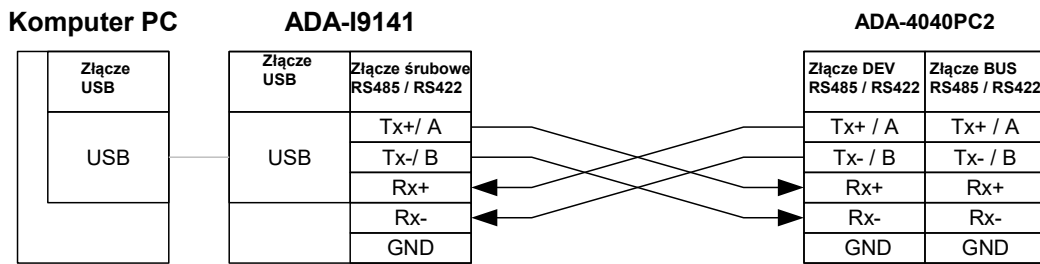 Komputer PC ADA-I9141 ADA-4040PC2
Złącze
USB
Złącze
USB
Złącze śrubowe
RS485 / RS422
Złącze DEV
RS485 / RS422
Złącze BUS
RS485 / RS422
USB USB
Tx+/ A Tx+ / A Tx+ / A
Tx-/ B Tx- / B Tx- / B
Rx+ Rx+ Rx+
Rx- Rx- Rx-
GND GND GND